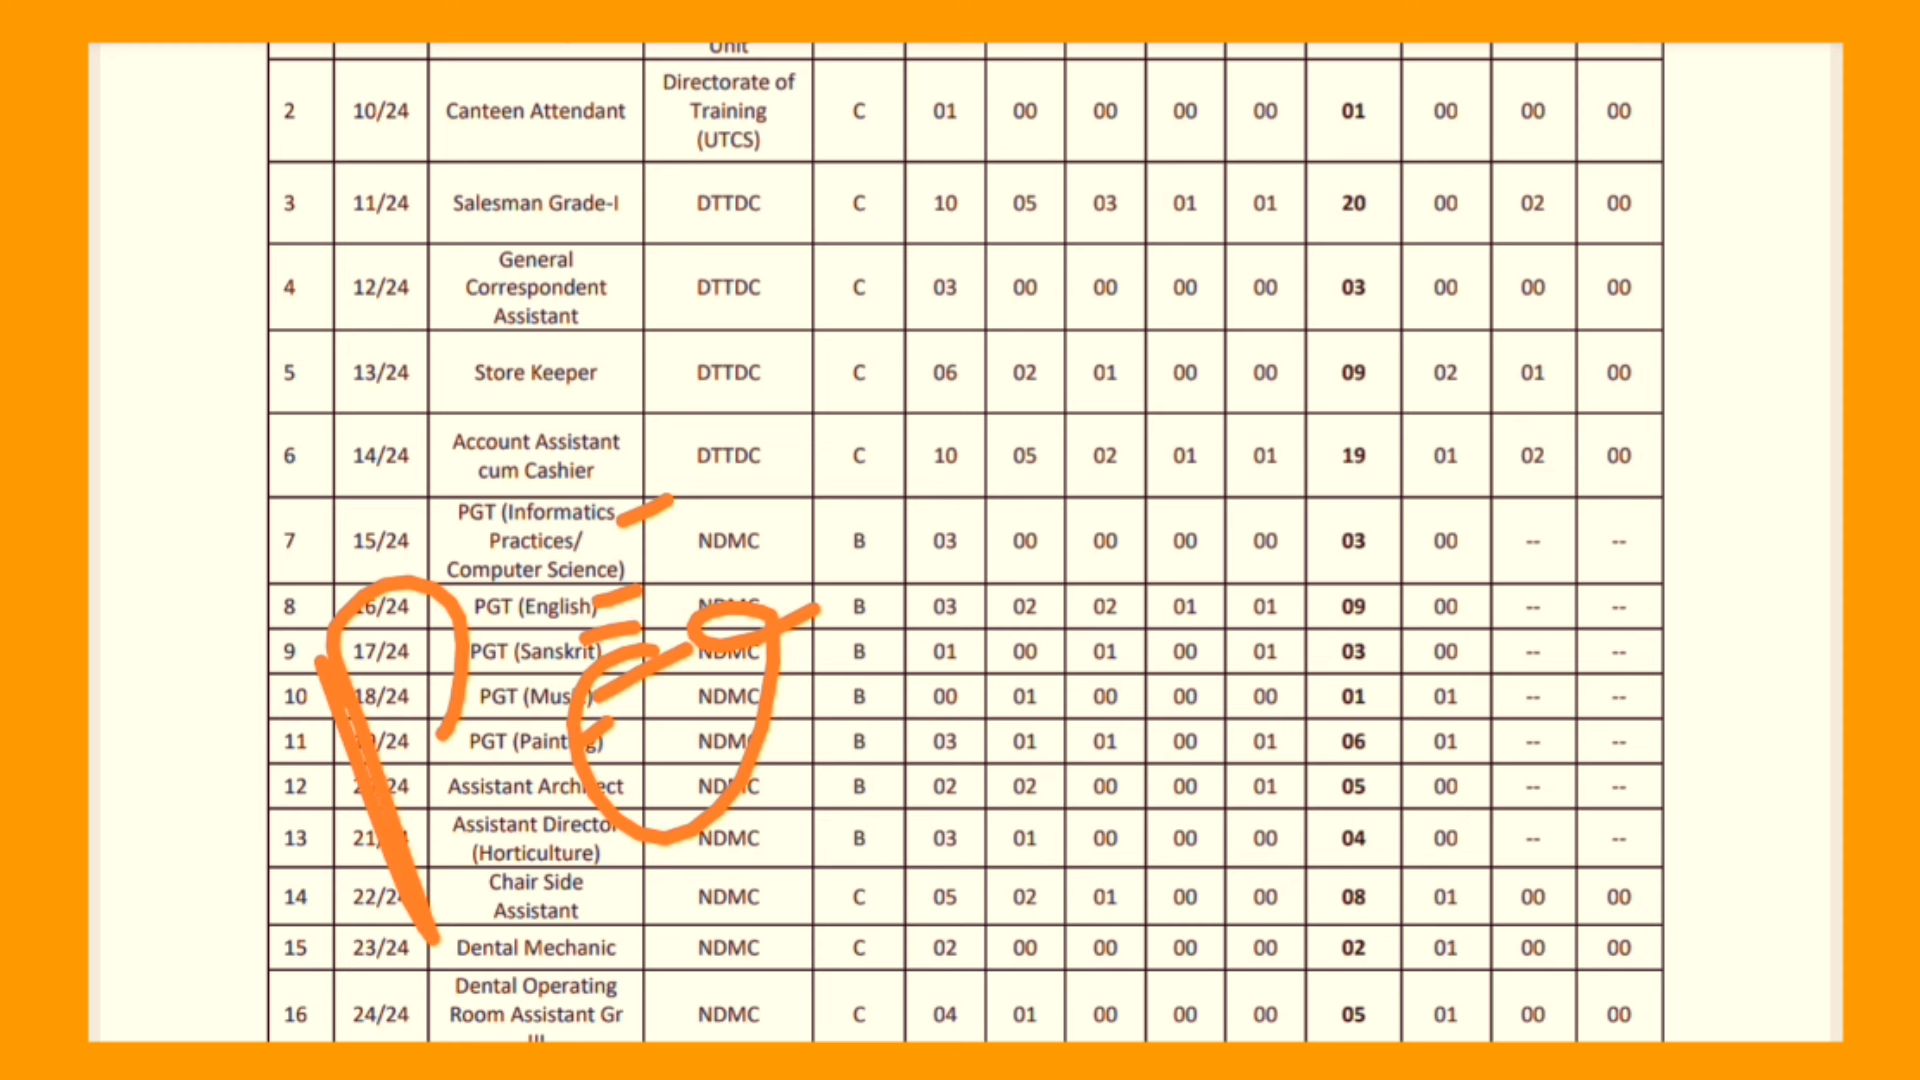 Unit
2 10/24 Canteen Attendant Directorate of Training (UTCS) C 01 00 00 00 00 01 00 00 00
3 11/24 Salesman Grade-I DTTDC C 10 05 03 01 01 20 00 02 00
4 12/24 General Correspondent Assistant DTTDC C 03 00 00 00 00 03 00 00 00
5 13/24 Store Keeper DTTDC C 06 02 01 00 00 09 02 01 00
6 14/24 Account Assistant cum Cashier DTTDC C 10 05 02 01 01 19 01 02 00
7 15/24 PGT (Informatics Practices/ Computer Science) NDMC B 03 00 00 00 00 03 00 -- --
8 16/24 PGT (English) NDMC B 03 02 02 01 01 09 00 -- --
9 17/24 PGT (Sanskrit) NDMC B 01 00 01 00 01 03 00 -- --
10 18/24 PGT (Music) NDMC B 00 01 00 00 00 01 01 -- --
11 19/24 PGT (Painting) NDMC B 03 01 01 00 01 06 01 -- --
12 20/24 Assistant Architect NDMC B 02 02 00 00 01 05 00 -- --
13 21/24 Assistant Director (Horticulture) NDMC B 03 01 00 00 00 04 00 -- --
14 22/24 Chair Side Assistant NDMC C 05 02 01 00 00 08 01 00 00
15 23/24 Dental Mechanic NDMC C 02 00 00 00 00 02 01 00 00
16 24/24 Dental Operating Room Assistant Gr III NDMC C 04 01 00 00 00 05 01 00 00